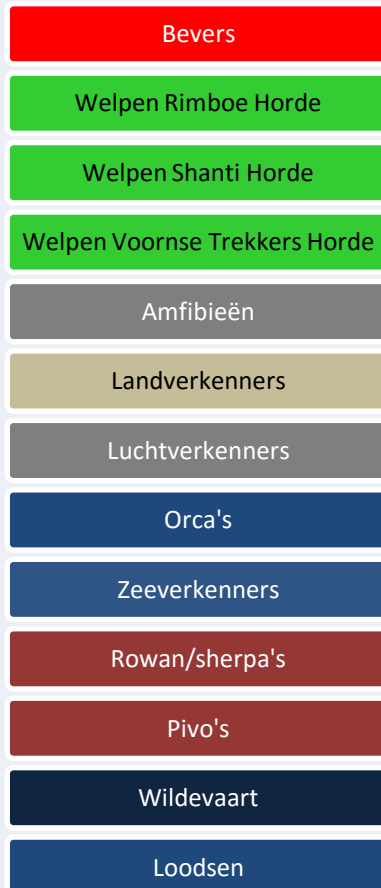 Bevers
Welpen Rimboe Horde
Welpen Shanti Horde
Welpen Voornse Trekkers Horde
Amfibieën
Landverkenners
Luchtverkenners
Orca's
Zeeverkenners
Rowan/sherpa's
Pivo's
Wildevaart
Loodsen